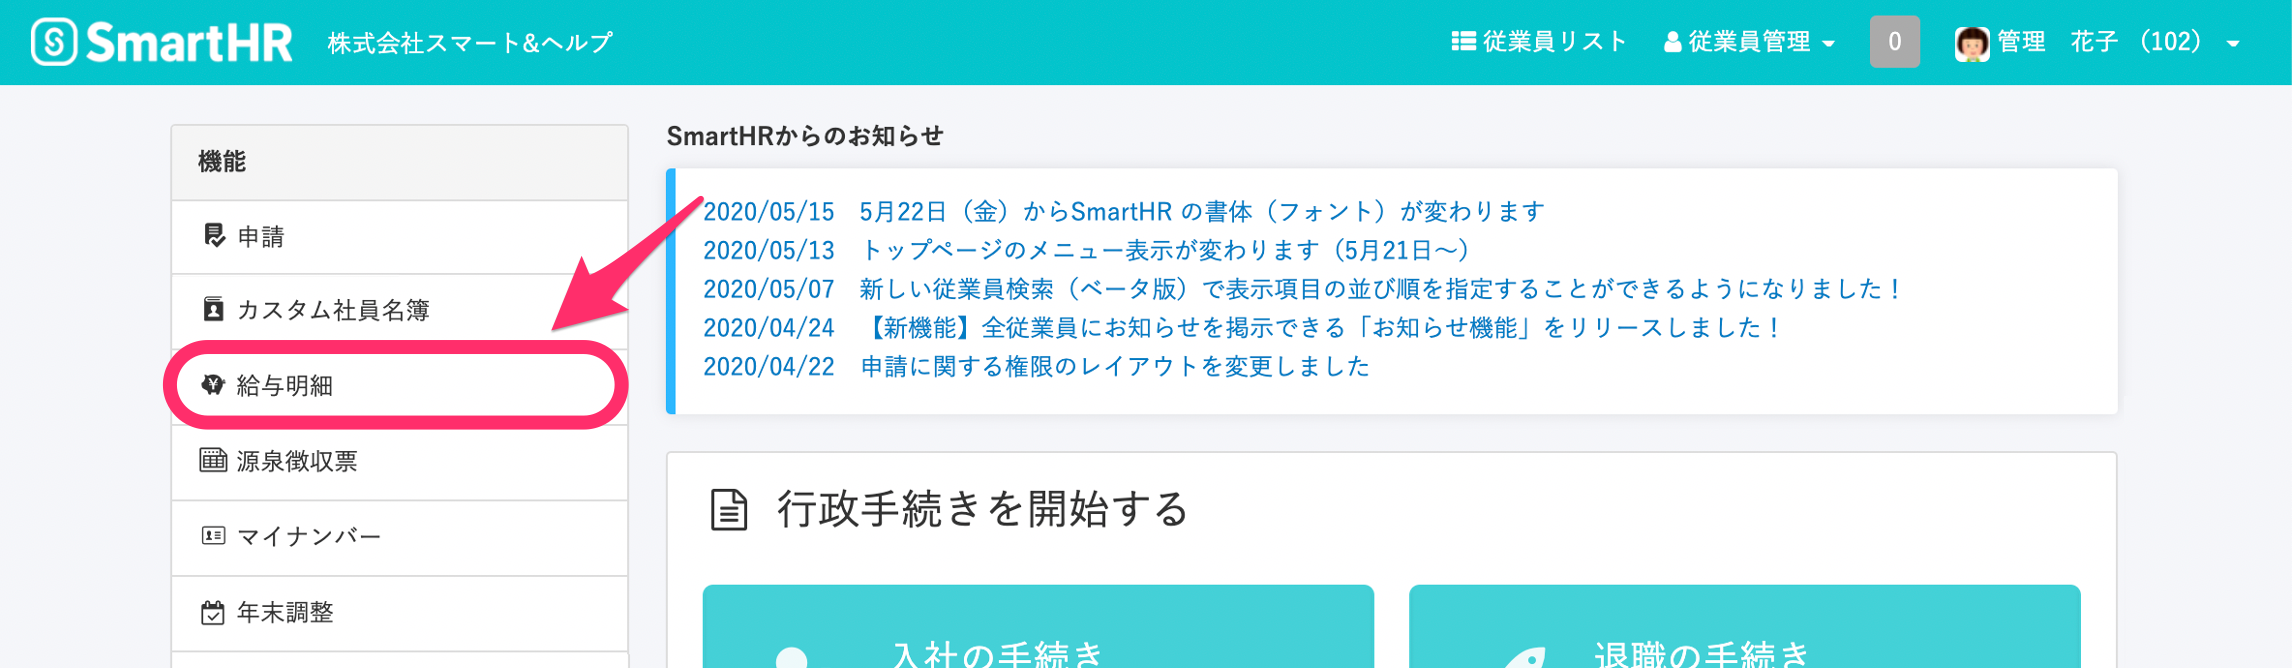 SmartHR 株式会社スマート&ヘルプ 従業員リスト 従業員管理 0 管理 花子 （102）
機能
申請
カスタム社員名簿
給与明細
源泉徴収票
マイナンバー
年末調整
SmartHRからのお知らせ
2020/05/15 5月22日（金）からSmartHR の書体（フォント）が変わります
2020/05/13 トップページのメニュー表示が変わります（5月21日〜）
2020/05/07 新しい従業員検索（ベータ版）で表示項目の並び順を指定することができるようになりました！
2020/04/24 【新機能】全従業員にお知らせを掲示できる「お知らせ機能」をリリースしました！
2020/04/22 申請に関する権限のレイアウトを変更しました
行政手続きを開始する
入社の手続き
退職の手続き